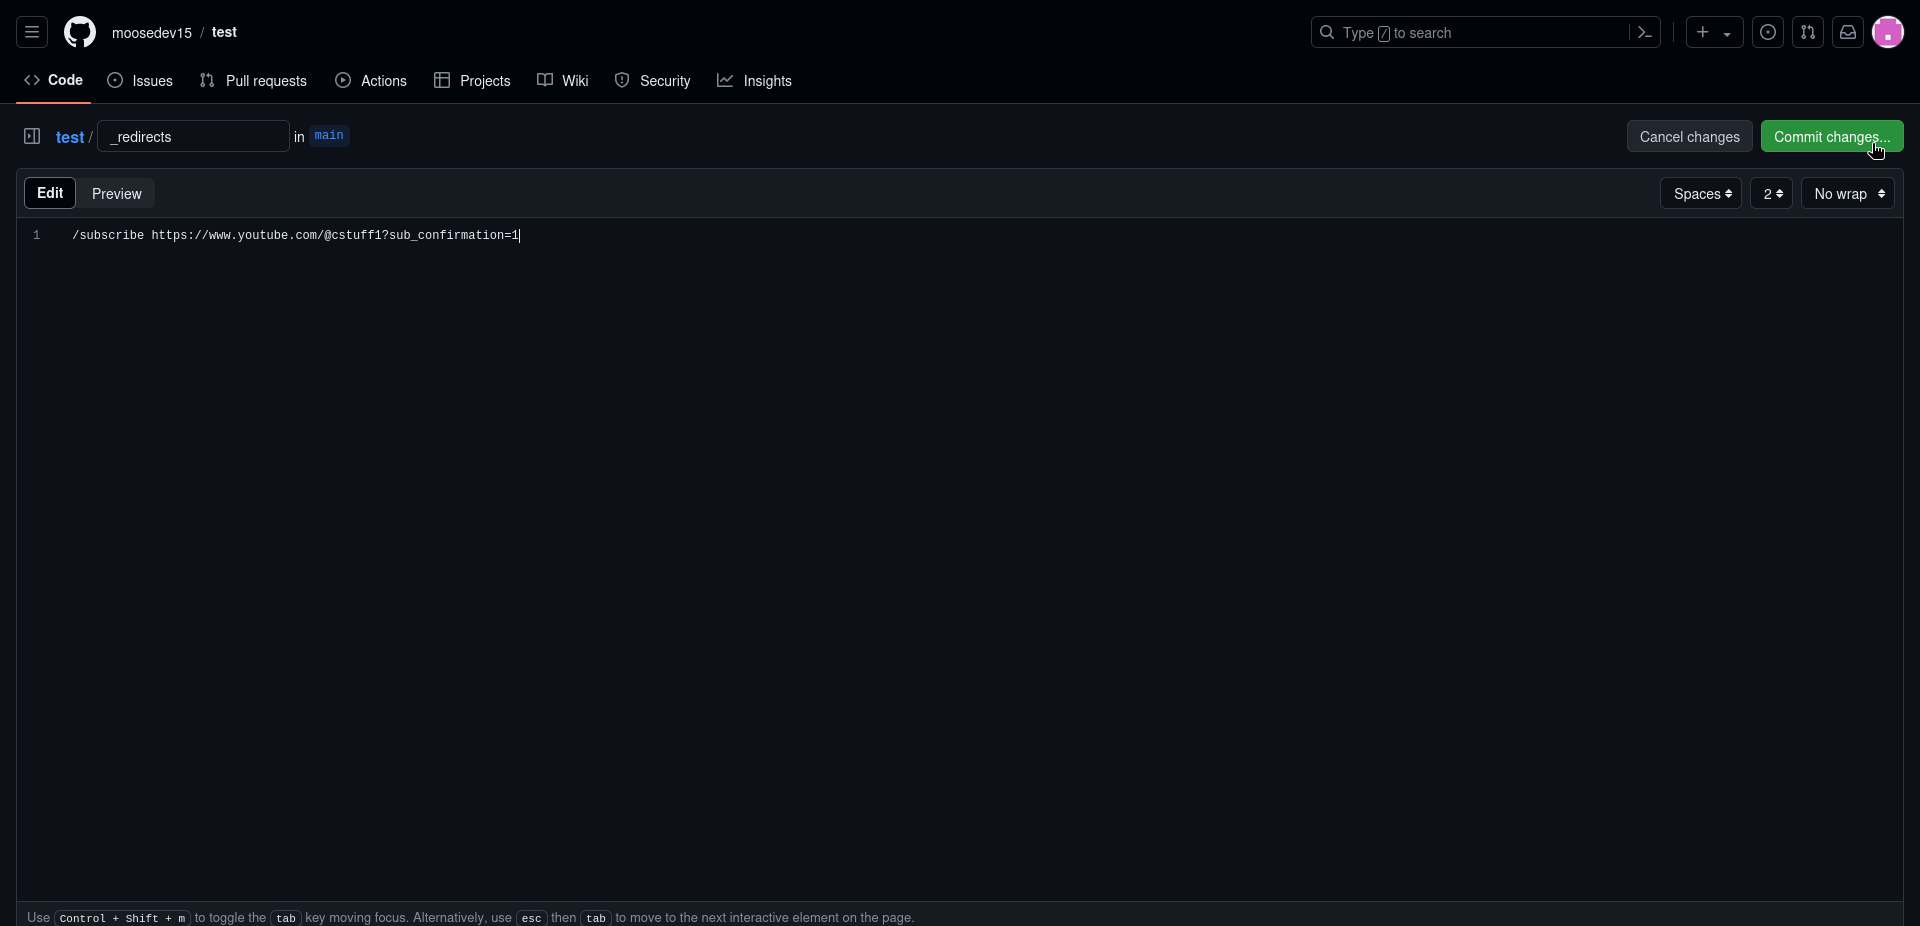 moosedev15 / test
Type / to search
Code Issues Pull requests Actions Projects Wiki Security Insights
test / _redirects in main
Cancel changes Commit changes...
Edit Preview
Spaces 2 No wrap
1 /subscribe https://www.youtube.com/@cstuff1?sub_confirmation=1
Use Control + Shift + m to toggle the tab key moving focus. Alternatively, use esc then tab to move to the next interactive element on the page.